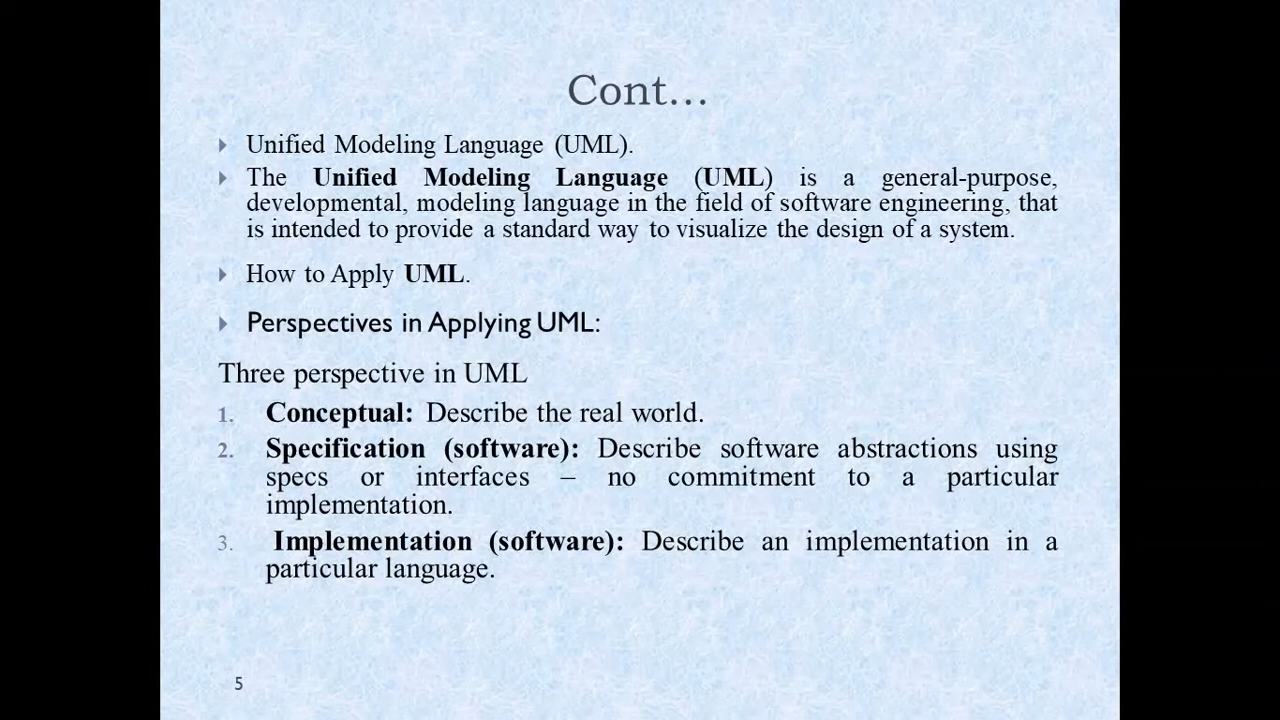 Cont...
Unified Modeling Language (UML).
The Unified Modeling Language (UML) is a general-purpose,
developmental, modeling language in the field of software engineering, that
is intended to provide a standard way to visualize the design of a system.
How to Apply UML.
Perspectives in Applying UML:
Three perspective in UML
1. Conceptual: Describe the real world.
2. Specification (software): Describe software abstractions using
specs or interfaces – no commitment to a particular
implementation.
3. Implementation (software): Describe an implementation in a
particular language.
5